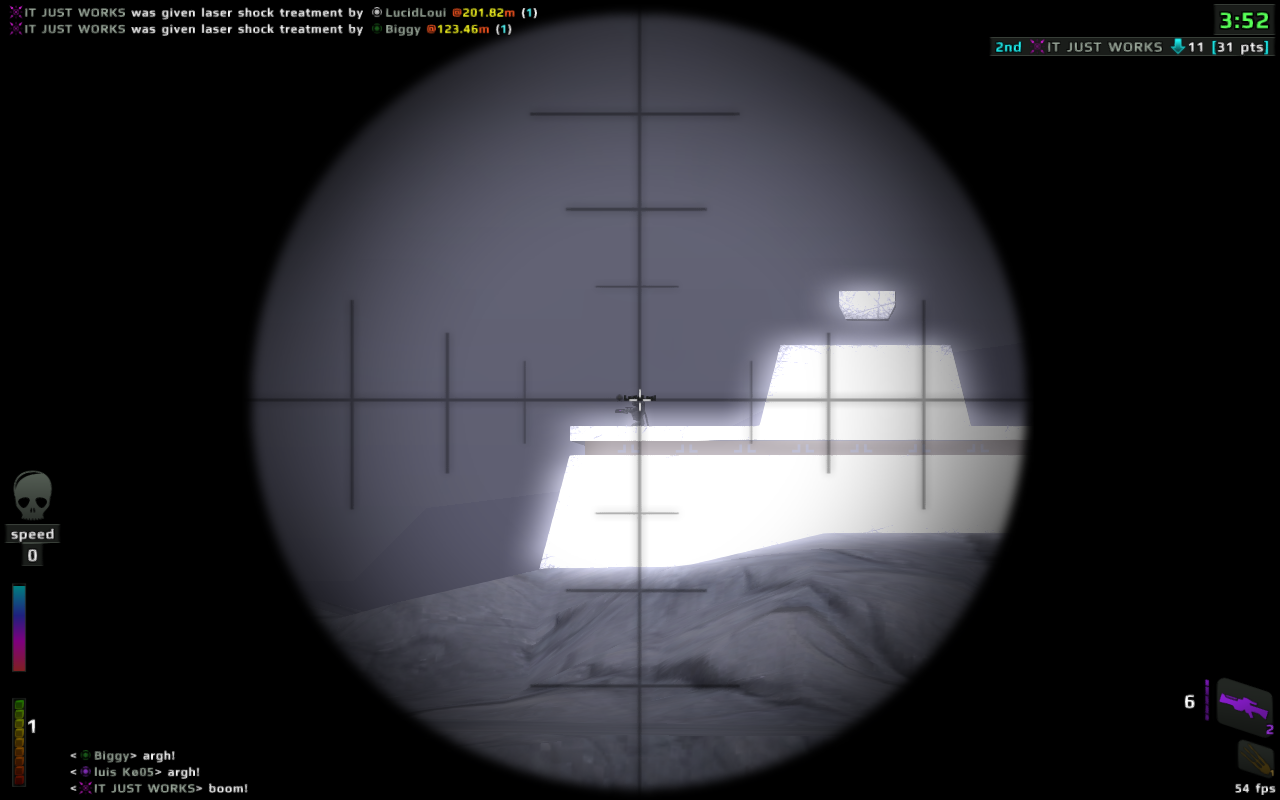 IT JUST WORKS was given laser shock treatment by LucidLoui @201.82m (1)
IT JUST WORKS was given laser shock treatment by Biggy @123.46m (1)
3:52
2nd IT JUST WORKS 11 [31 pts]
speed
0
1
6
2
< Biggy> argh!
< luis Kø05> argh!
< IT JUST WORKS> boom!
54 fps